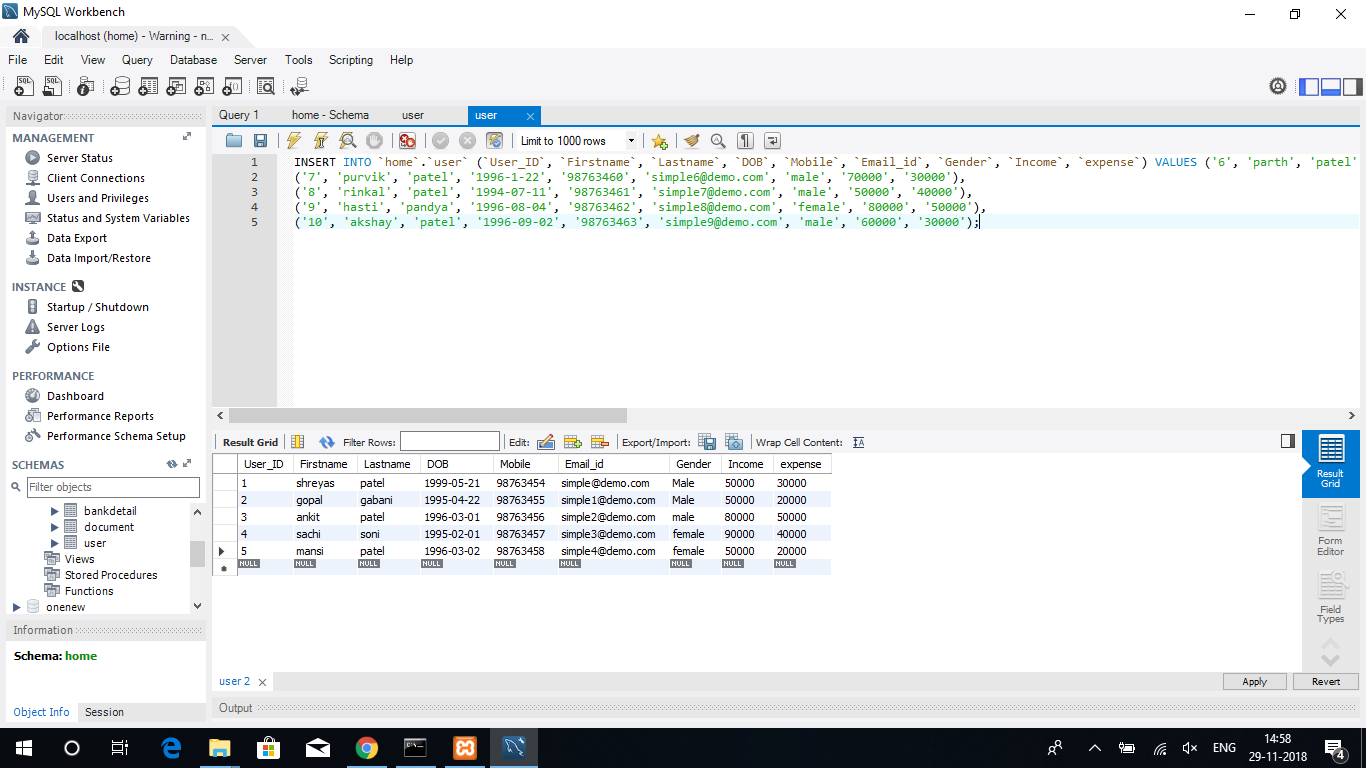 MySQL Workbench
localhost (home) - Warning - n...
File Edit View Query Database Server Tools Scripting Help
Navigator
MANAGEMENT
Server Status
Client Connections
Users and Privileges
Status and System Variables
Data Export
Data Import/Restore
INSTANCE
Startup / Shutdown
Server Logs
Options File
PERFORMANCE
Dashboard
Performance Reports
Performance Schema Setup
SCHEMAS
Filter objects
bankdetail
document
user
Views
Stored Procedures
Functions
onenew
Information
Schema: home
Object Info Session
Query 1 home - Schema user user
Limit to 1000 rows
1 INSERT INTO `home`.`user` (`User_ID`, `Firstname`, `Lastname`, `DOB`, `Mobile`, `Email_id`, `Gender`, `Income`, `expense`) VALUES ('6', 'parth', 'patel'
2 ('7', 'purvik', 'patel', '1996-1-22', '98763460', 'simple6@demo.com', 'male', '70000', '30000'),
3 ('8', 'rinkal', 'patel', '1994-07-11', '98763461', 'simple7@demo.com', 'male', '50000', '40000'),
4 ('9', 'hasti', 'pandya', '1996-08-04', '98763462', 'simple8@demo.com', 'female', '80000', '50000'),
5 ('10', 'akshay', 'patel', '1996-09-02', '98763463', 'simple9@demo.com', 'male', '60000', '30000');
Result Grid Filter Rows: Edit: Export/Import: Wrap Cell Content:
User_ID Firstname Lastname DOB Mobile Email_id Gender Income expense
1 shreyas patel 1999-05-21 98763454 simple@demo.com Male 50000 30000
2 gopal gabani 1995-04-22 98763455 simple1@demo.com Male 50000 20000
3 ankit patel 1996-03-01 98763456 simple2@demo.com male 80000 50000
4 sachi soni 1995-02-01 98763457 simple3@demo.com female 90000 40000
5 mansi patel 1996-03-02 98763458 simple4@demo.com female 50000 20000
NULL NULL NULL NULL NULL NULL NULL NULL NULL
Result
Grid
Form
Editor
Field
Types
user 2
Apply Revert
Output
ENG
14:58
29-11-2018
4